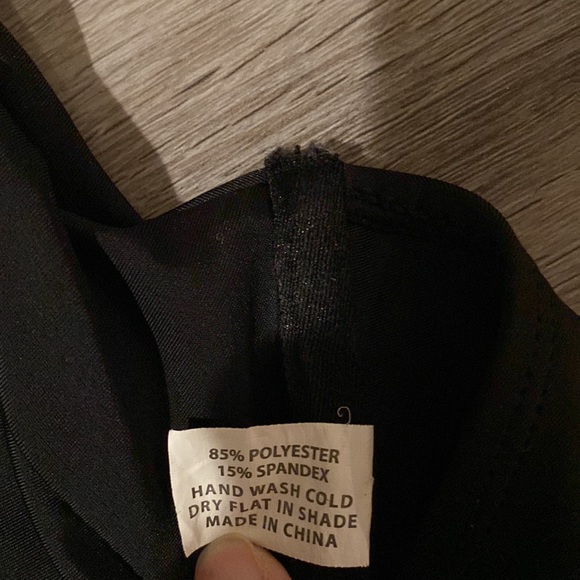 85% POLYESTER
15% SPANDEX
HAND WASH COLD
DRY FLAT IN SHADE
MADE IN CHINA